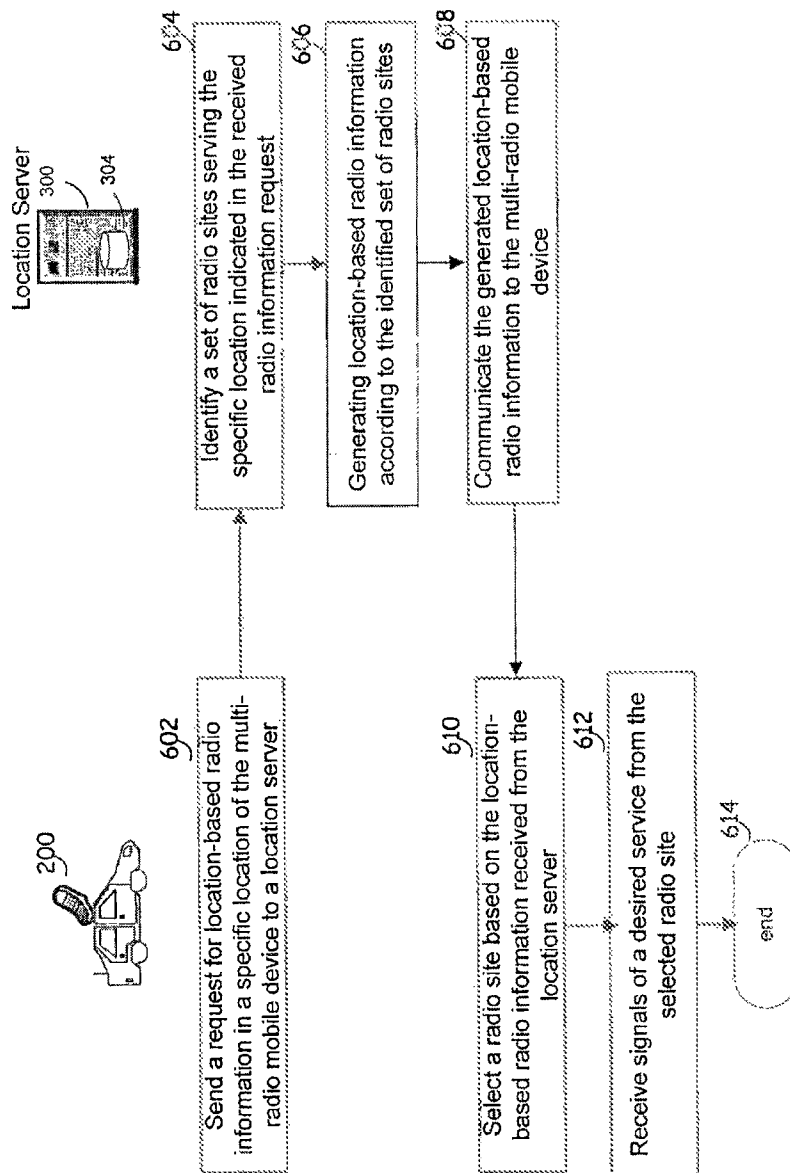 200
Location Server
300
304
602
Send a request for location-based radio
information in a specific location of the multi-
radio mobile device to a location server
604
Identify a set of radio sites serving the
specific location indicated in the received
radio information request
606
Generating location-based radio information
according to the identified set of radio sites
608
Communicate the generated location-based
radio information to the multi-radio mobile
device
610
Select a radio site based on the location-
based radio information received from the
location server
612
Receive signals of a desired service from the
selected radio site
614
end